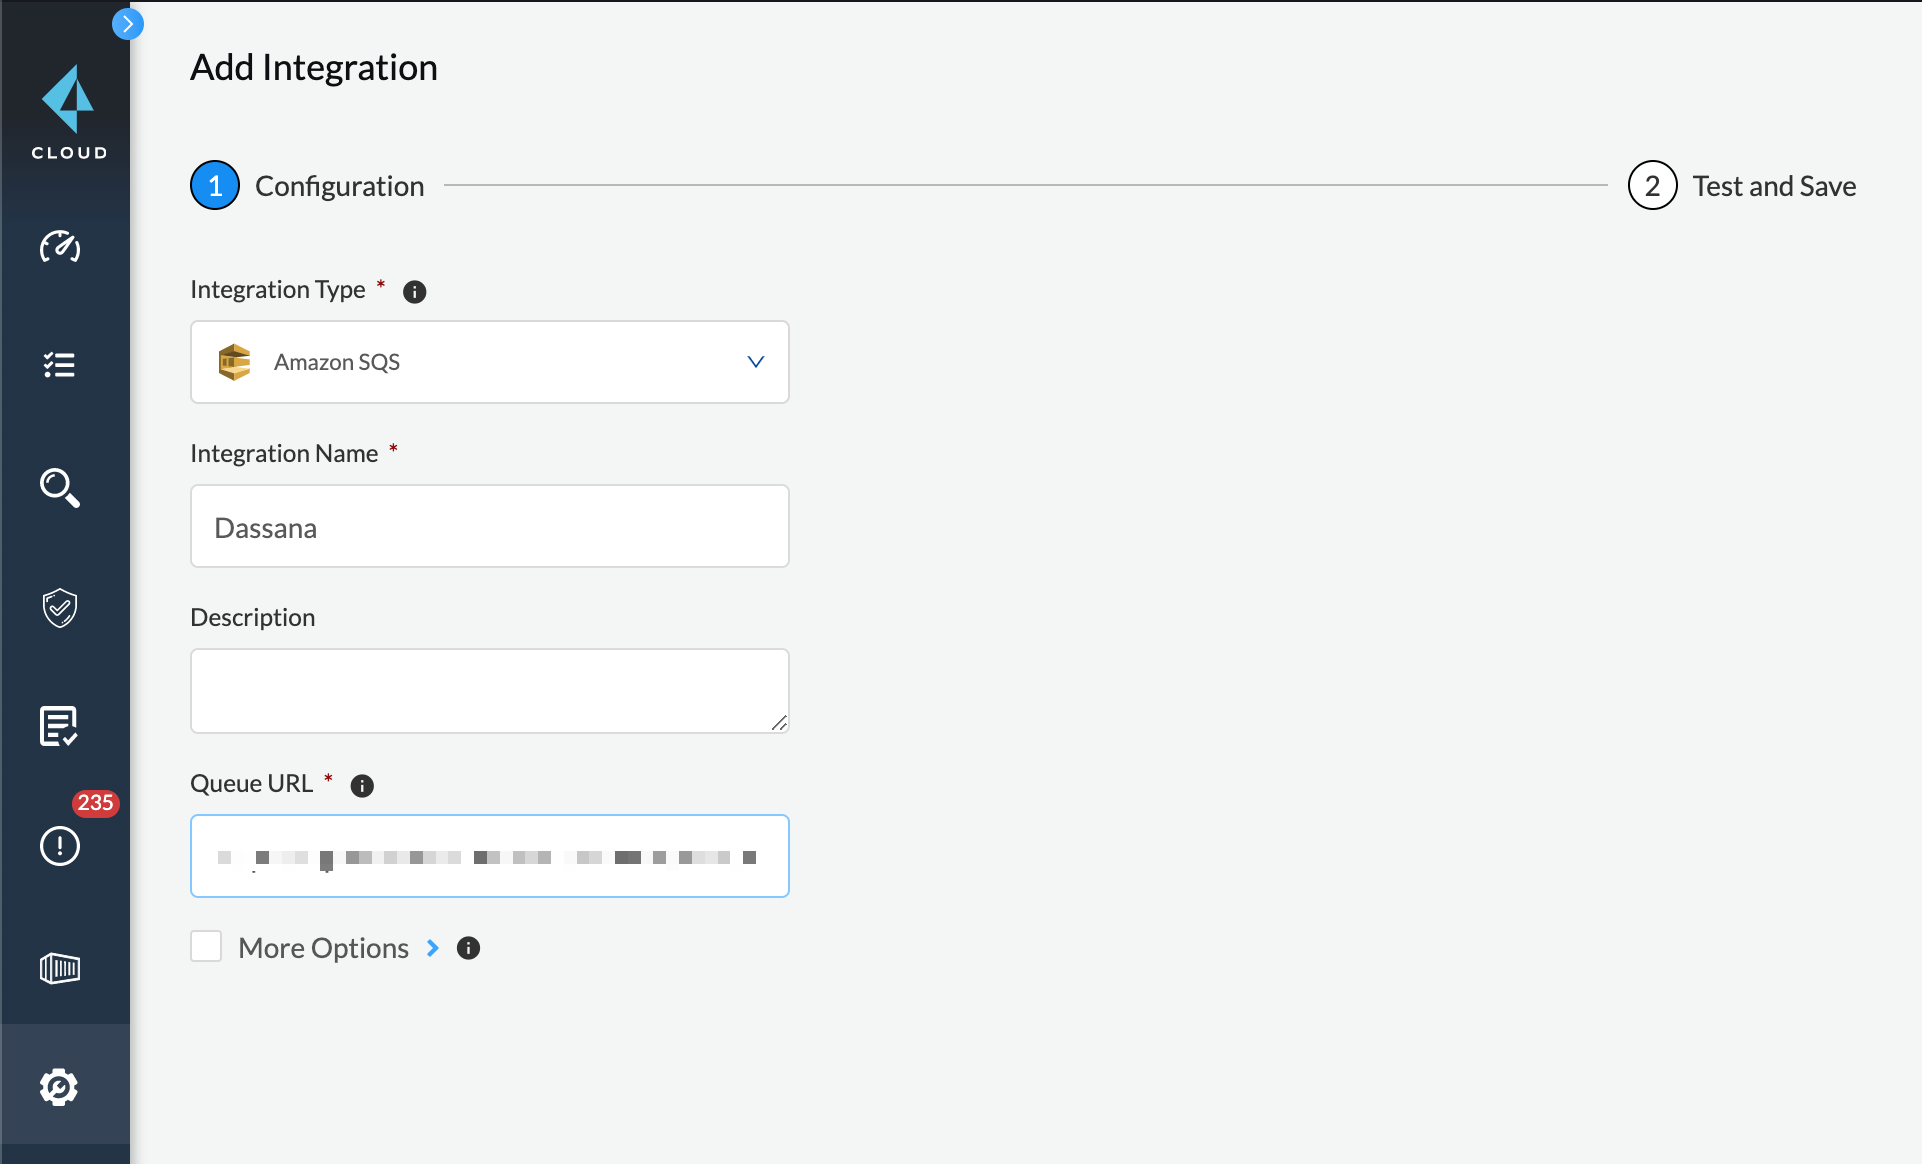 CLOUD
Add Integration
1 Configuration
2 Test and Save
Integration Type *
Amazon SQS
Integration Name *
Dassana
Description
Queue URL *
235
More Options